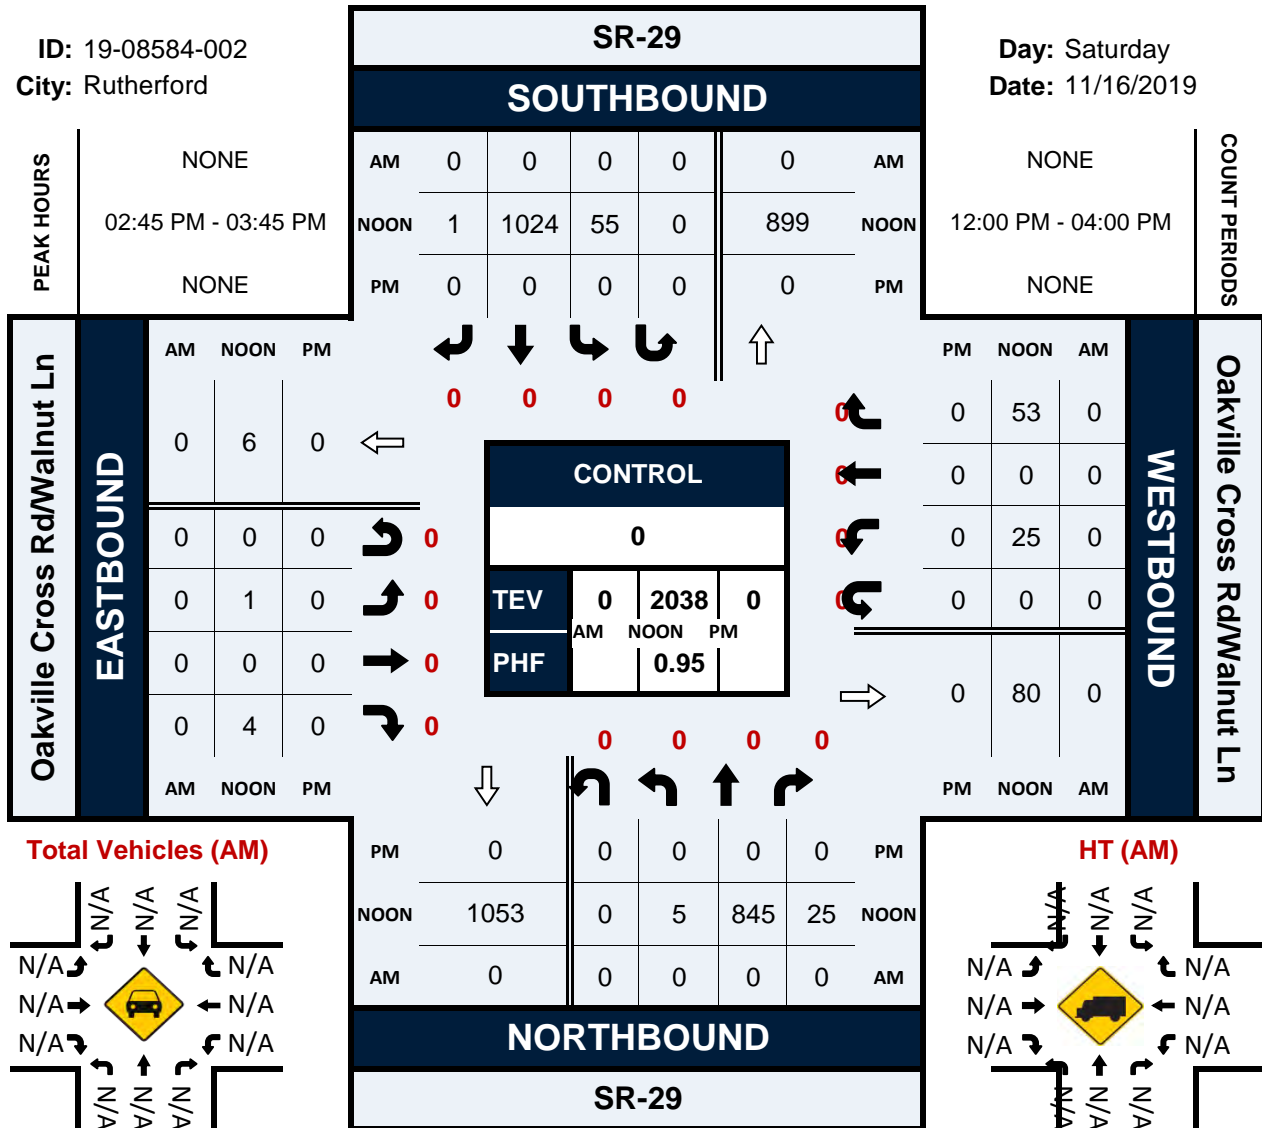 SR-29
ID: 19-08584-002
Day: Saturday
City: Rutherford
SOUTHBOUND
Date: 11/16/2019
PEAK HOURS
NONE
AM 0 0 0 0 0 AM
NONE
COUNT PERIODS
02:45 PM - 03:45 PM
NOON 1 1024 55 0 899 NOON
12:00 PM - 04:00 PM
NONE
PM 0 0 0 0 0 PM
NONE
Oakville Cross Rd/Walnut Ln
EASTBOUND
AM NOON PM
0 6 0
0 0 0 0
0 1 0 0
0 0 0 0
0 4 0 0
AM NOON PM
0 0 0 0
CONTROL
0
TEV 0 2038 0
AM NOON PM
PHF 0.95
PM NOON AM
0 0 53 0
0 0 0 0
0 0 25 0
0 0 0 0
0 80 0
PM NOON AM
WESTBOUND
Oakville Cross Rd/Walnut Ln
0 0 0 0
PM 0 0 0 0 0 PM
NOON 1053 0 5 845 25 NOON
AM 0 0 0 0 0 AM
NORTHBOUND
SR-29
Total Vehicles (AM)
N/A N/A N/A
N/A N/A
N/A N/A
N/A N/A
N/A N/A N/A
HT (AM)
N/A N/A N/A
N/A N/A
N/A N/A
N/A N/A
N/A N/A N/A